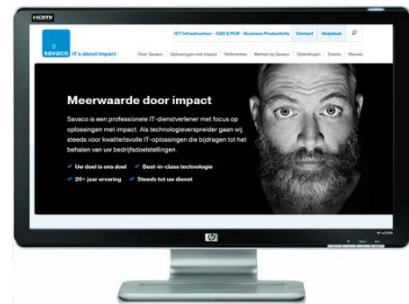 HDMI
ICT Infrastructuur - CAD & PLM - Business Productivity Contact Helpdesk
savaco IT's about impact
Over Savaco Oplossingen met impact Referenties Werken bij Savaco Opleidingen Events Nieuws
Meerwaarde door impact
Savaco is een professionele IT-dienstverlener met focus op
oplossingen met impact. Als technologieverspreider gaan wij
steeds voor kwaliteitsvolle IT-oplossingen die bijdragen tot het
behalen van uw bedrijfsdoelstellingen.
Uw doel is ons doel Best-in-class technologie
20+ jaar ervaring Steeds tot uw dienst
hp